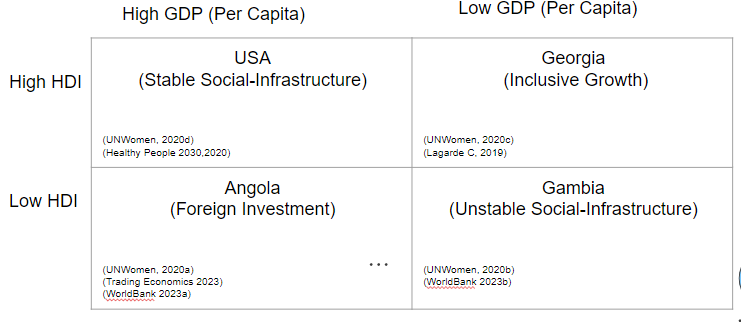 High GDP (Per Capita)
Low GDP (Per Capita)
High HDI
USA
(Stable Social-Infrastructure)
(UNWomen, 2020d)
(Healthy People 2030,2020)
Georgia
(Inclusive Growth)
(UNWomen, 2020c)
(Lagarde C, 2019)
Low HDI
Angola
(Foreign Investment)
(UNWomen, 2020a)
(Trading Economics 2023)
(WorldBank 2023a)
...
Gambia
(Unstable Social-Infrastructure)
(UNWomen, 2020b)
(WorldBank 2023b)